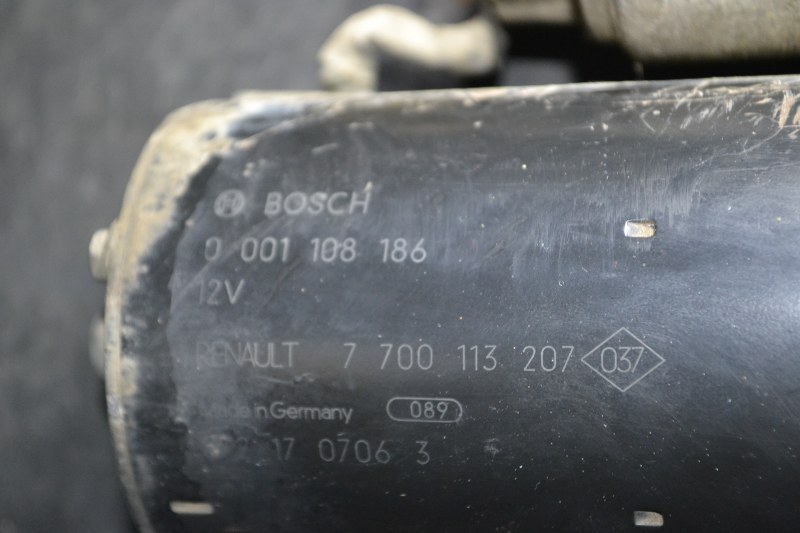 BOSCH
0 001 108 186
12V
RENAULT 7 700 113 207 037
Made in Germany 089
17 0706 3